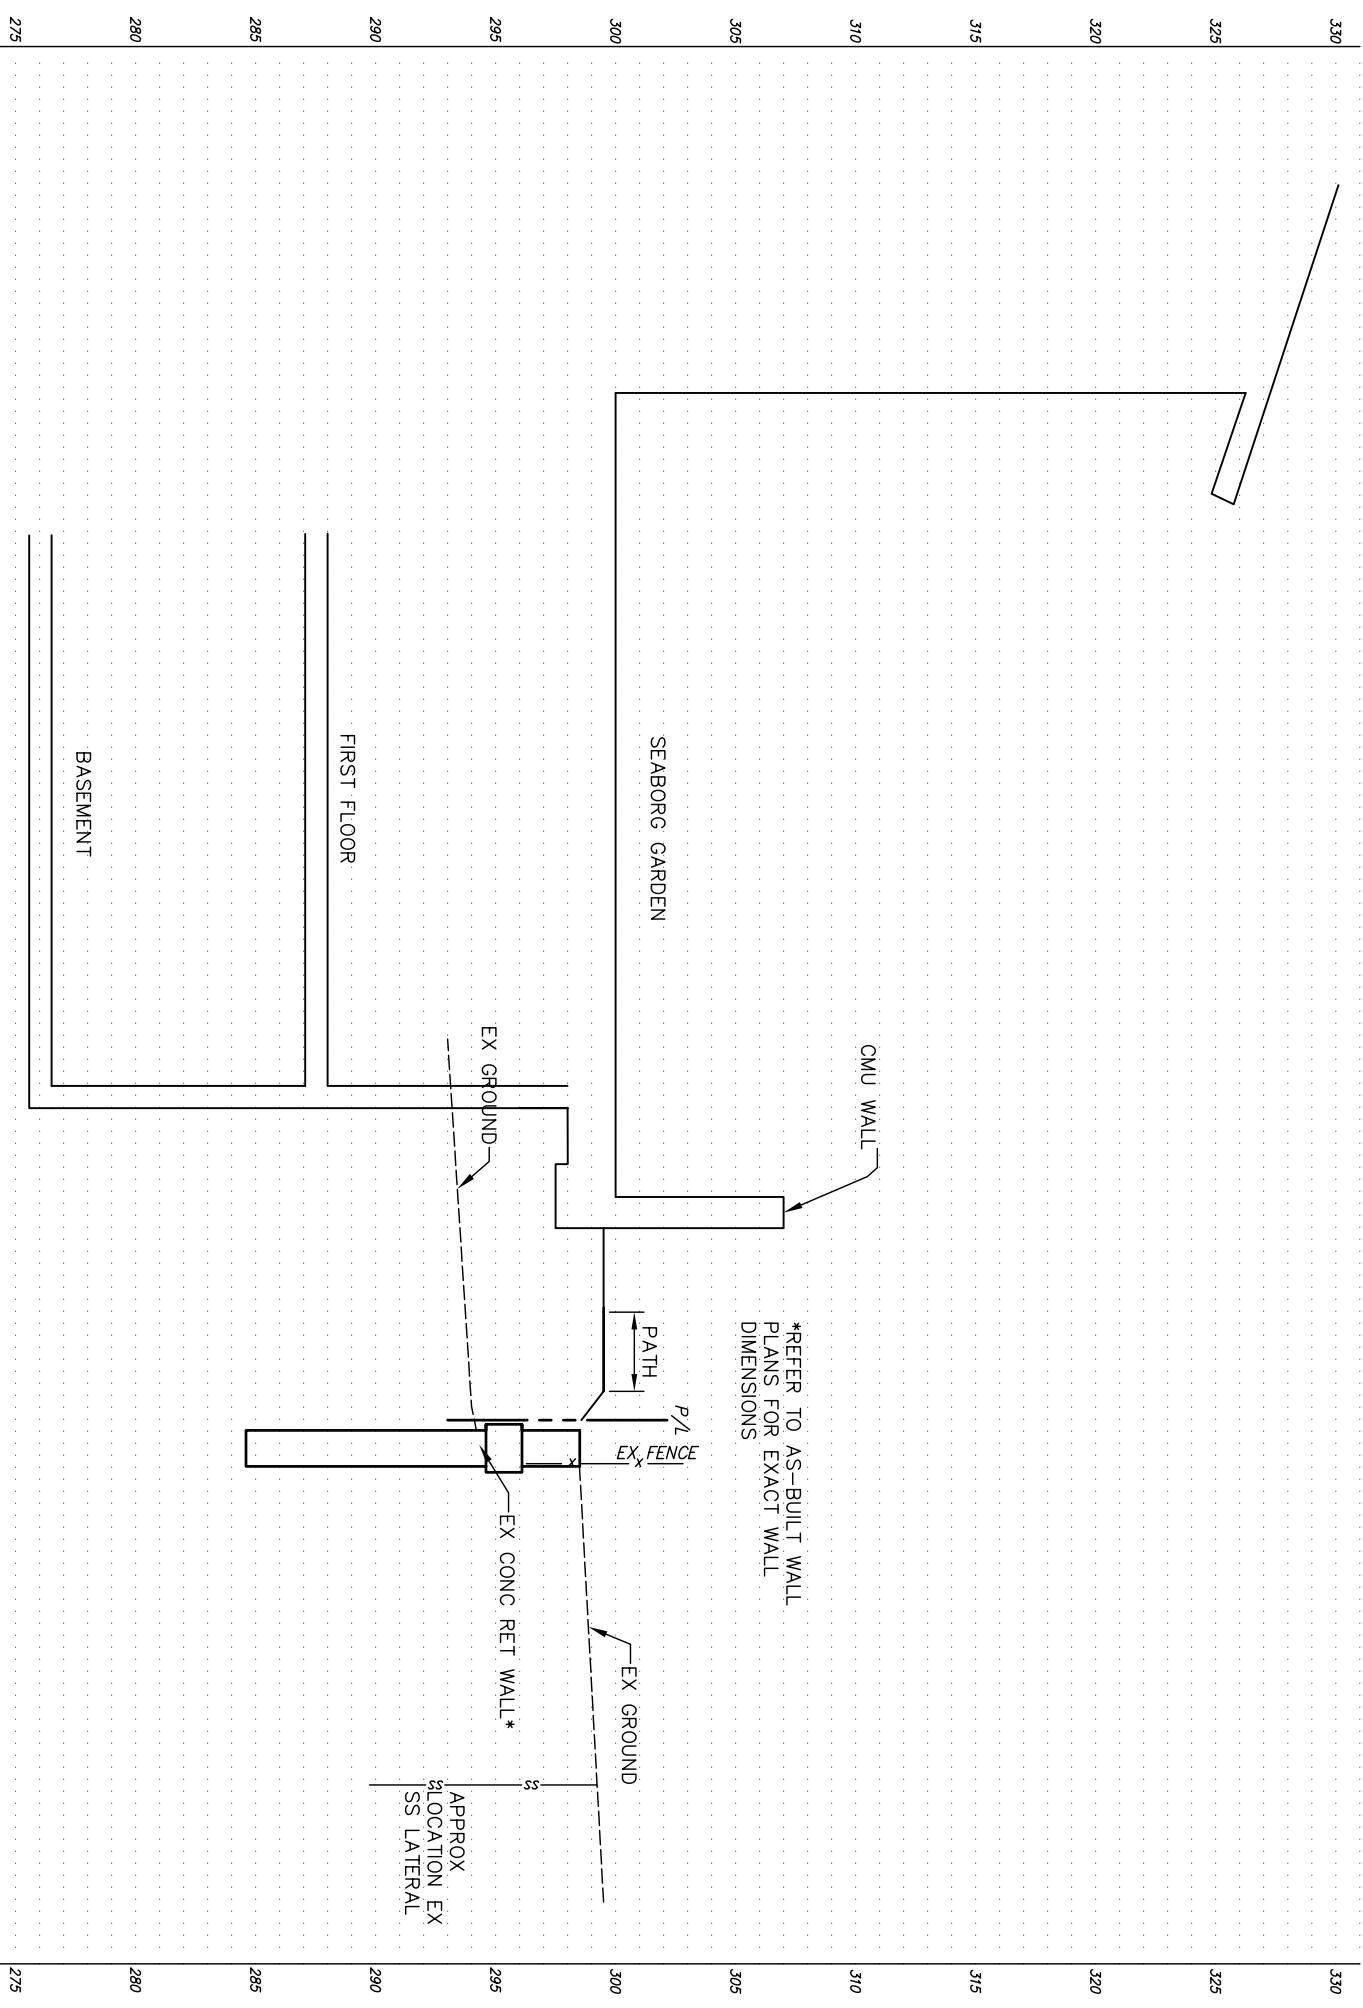 330
325
320
315
310
305
300
295
290
285
280
275
CMU WALL
*REFER TO AS-BUILT WALL
PLANS FOR EXACT WALL
DIMENSIONS
SEABORG GARDEN
P/L
PATH
EX FENCE
x
x
EX GROUND
EX GROUND
EX CONC RET WALL*
FIRST FLOOR
SS
SS
APPROX
LOCATION EX
SS LATERAL
BASEMENT
330
325
320
315
310
305
300
295
290
285
280
275